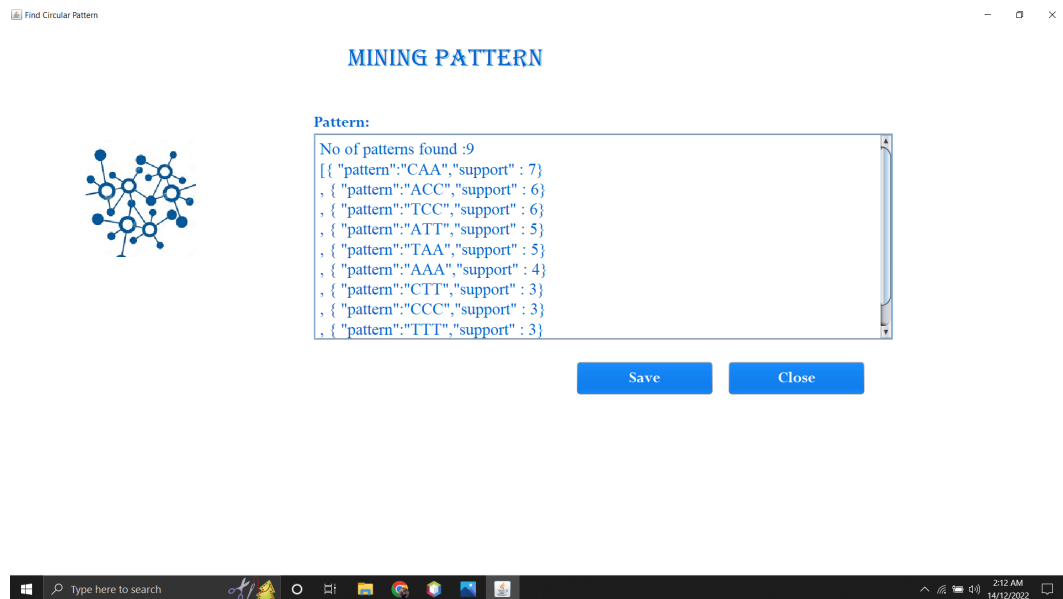 Find Circular Pattern
MINING PATTERN
Pattern:
No of patterns found :9
[{ "pattern":"CAA","support" : 7}
, { "pattern":"ACC","support" : 6}
, { "pattern":"TCC","support" : 6}
, { "pattern":"ATT","support" : 5}
, { "pattern":"TAA","support" : 5}
, { "pattern":"AAA","support" : 4}
, { "pattern":"CTT","support" : 3}
, { "pattern":"CCC","support" : 3}
, { "pattern":"TTT","support" : 3}
Save
Close
Type here to search
2:12 AM
14/12/2022